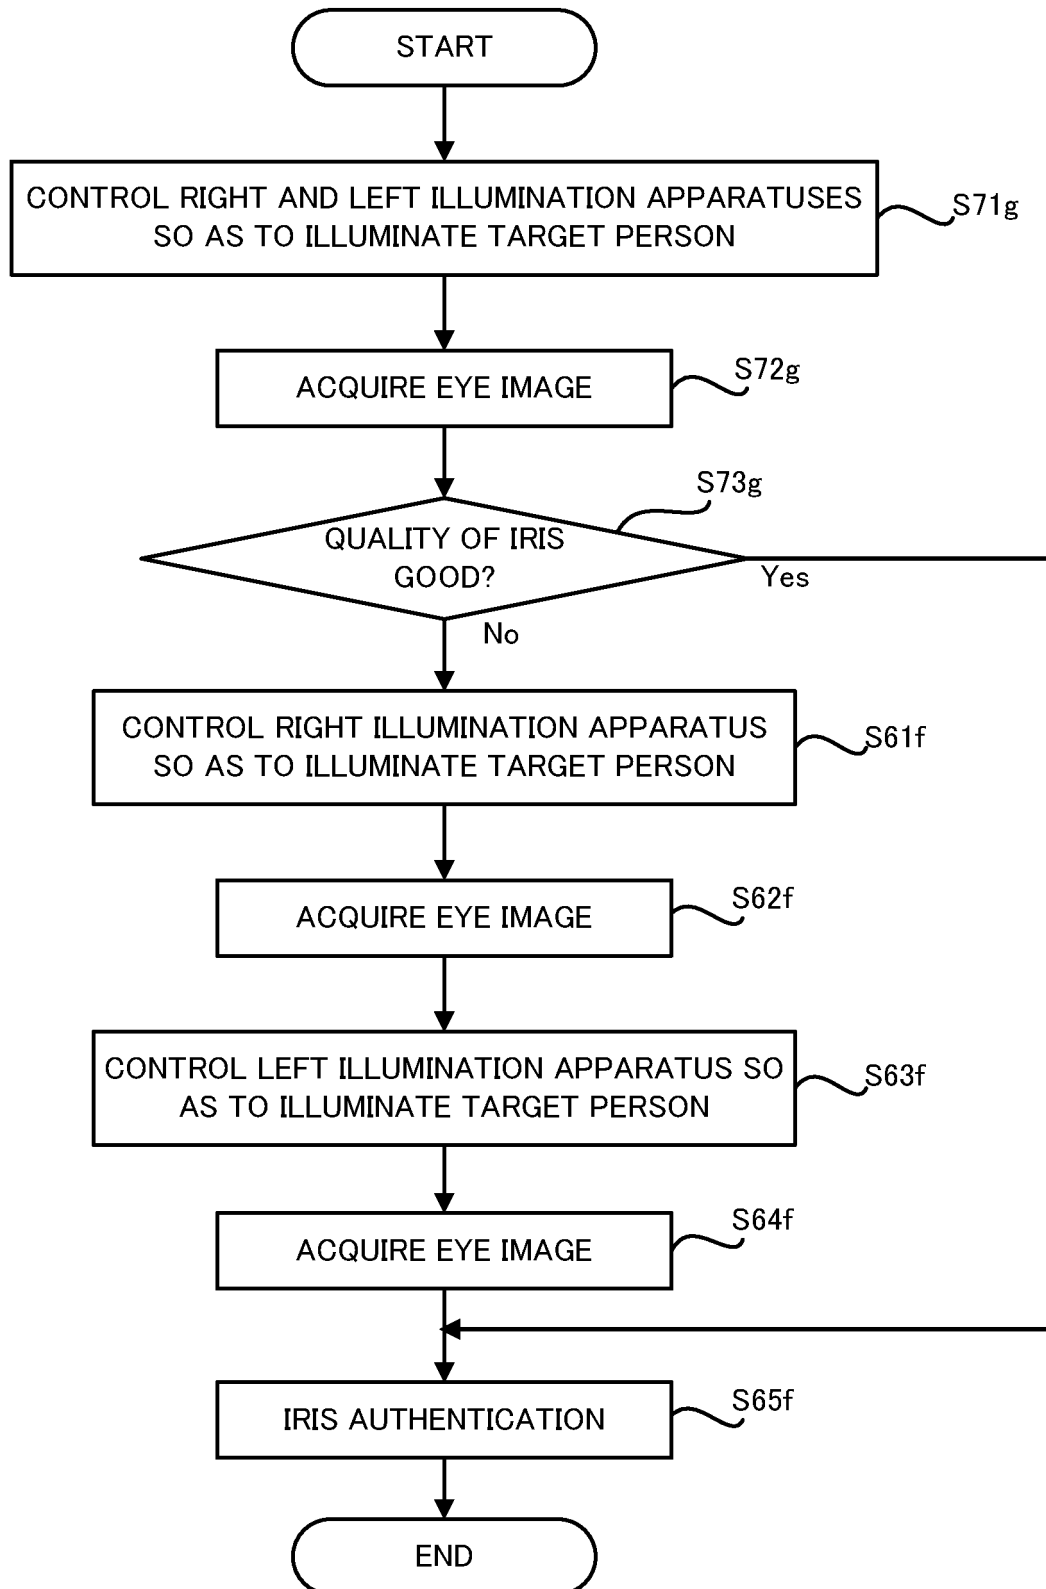 START
CONTROL RIGHT AND LEFT ILLUMINATION APPARATUSES
SO AS TO ILLUMINATE TARGET PERSON
S71g
ACQUIRE EYE IMAGE
S72g
QUALITY OF IRIS
GOOD?
S73g
Yes
No
CONTROL RIGHT ILLUMINATION APPARATUS
SO AS TO ILLUMINATE TARGET PERSON
S61f
ACQUIRE EYE IMAGE
S62f
CONTROL LEFT ILLUMINATION APPARATUS SO
AS TO ILLUMINATE TARGET PERSON
S63f
ACQUIRE EYE IMAGE
S64f
IRIS AUTHENTICATION
S65f
END